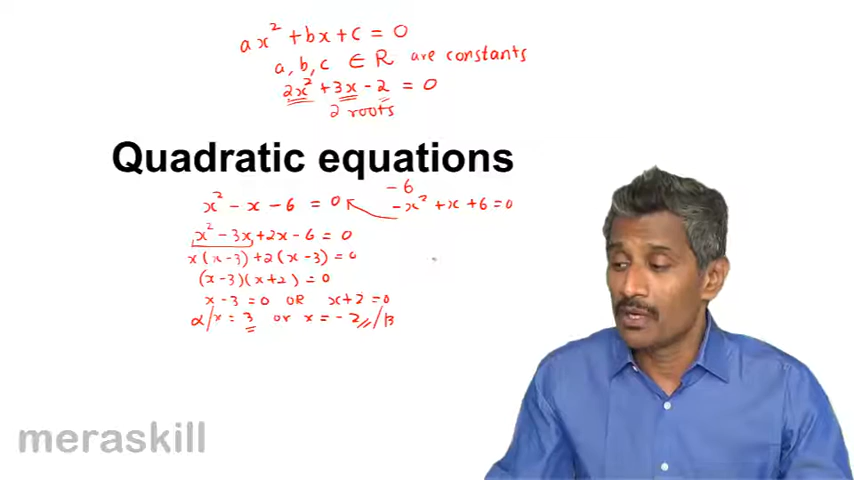 ax² + bx + c = 0
a, b, c ∈ R are constants
2x² + 3x - 2 = 0
2 roots
Quadratic equations
- 6
x² - x - 6 = 0 - x² + x + 6 = 0
x² - 3x + 2x - 6 = 0
x(x-3) + 2(x-3) = 0
(x-3)(x+2) = 0
x-3 = 0 OR x+2 = 0
α/x = 3 or x = -2 // β
meraskill